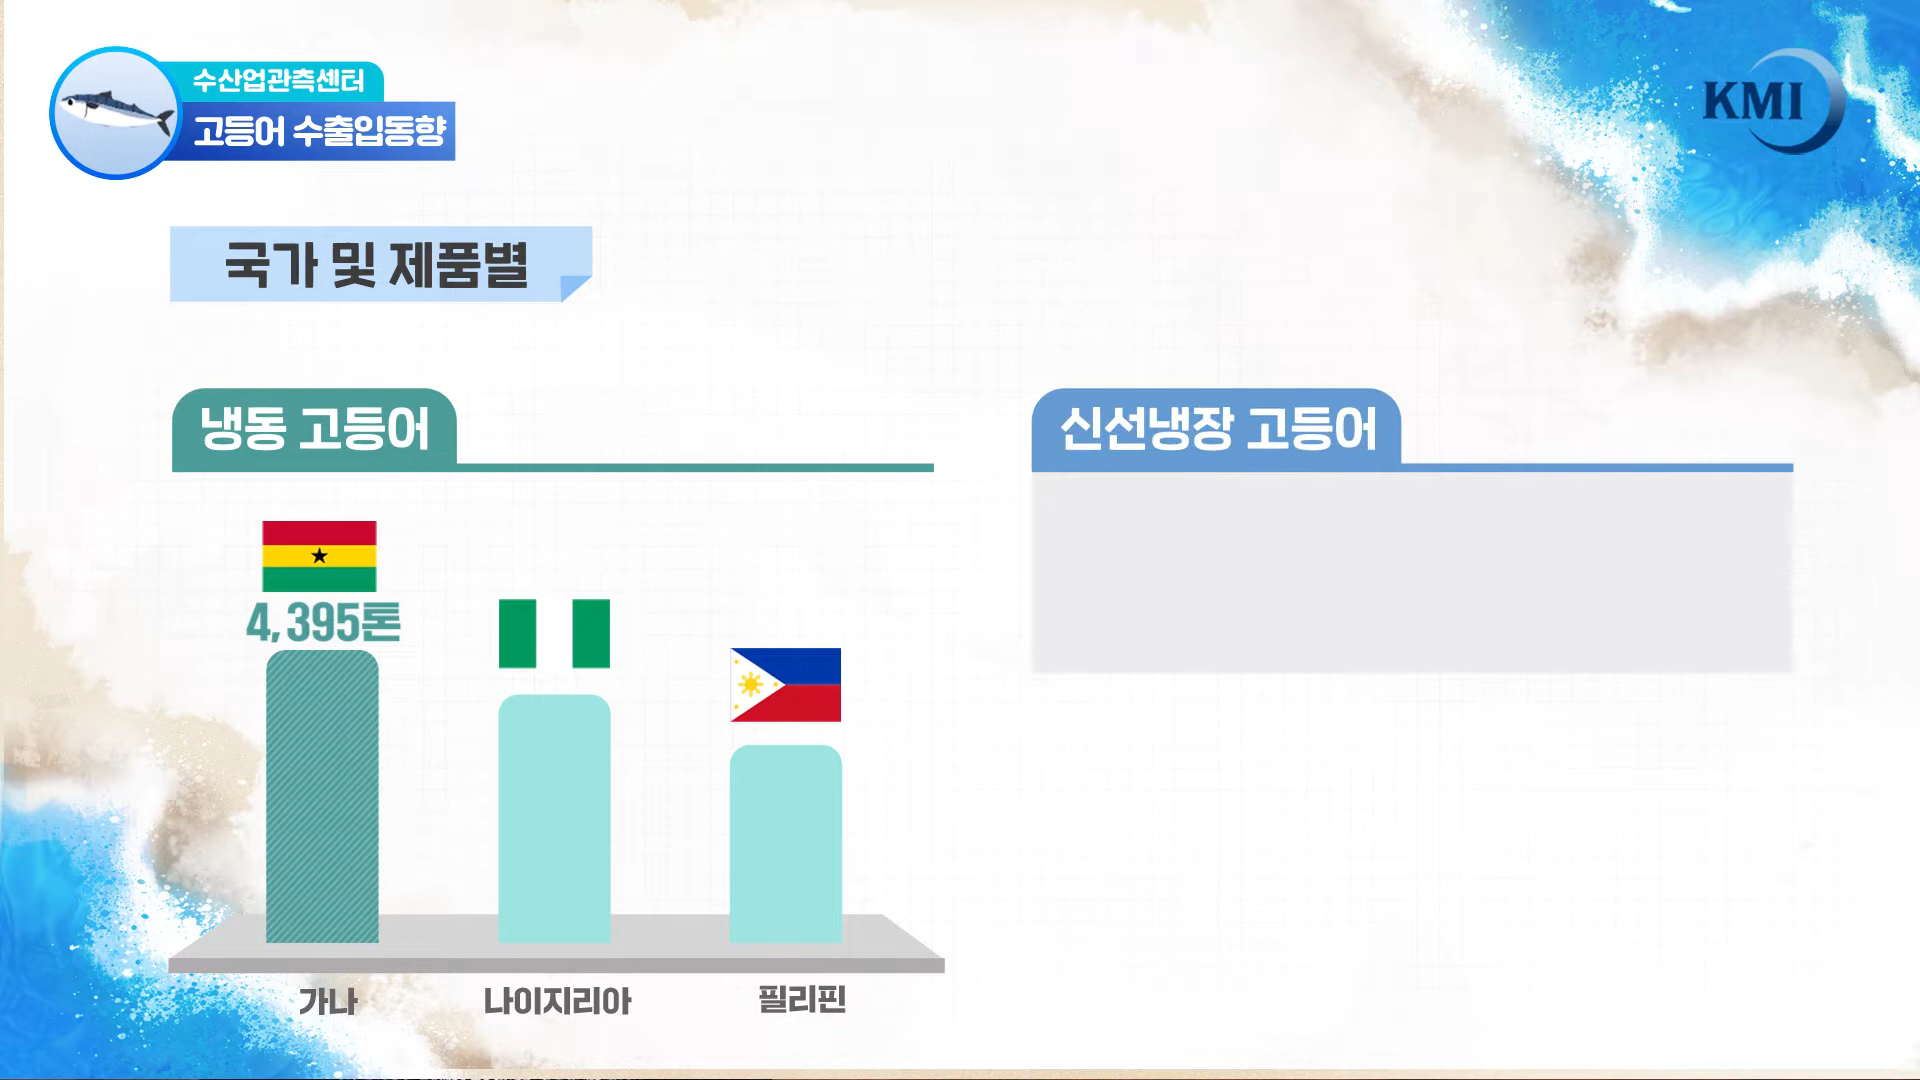 수산업관측센터
고등어 수출입동향
KMI
국가 및 제품별
냉동 고등어
신선냉장 고등어
4,395톤
가나
나이지리아
필리핀